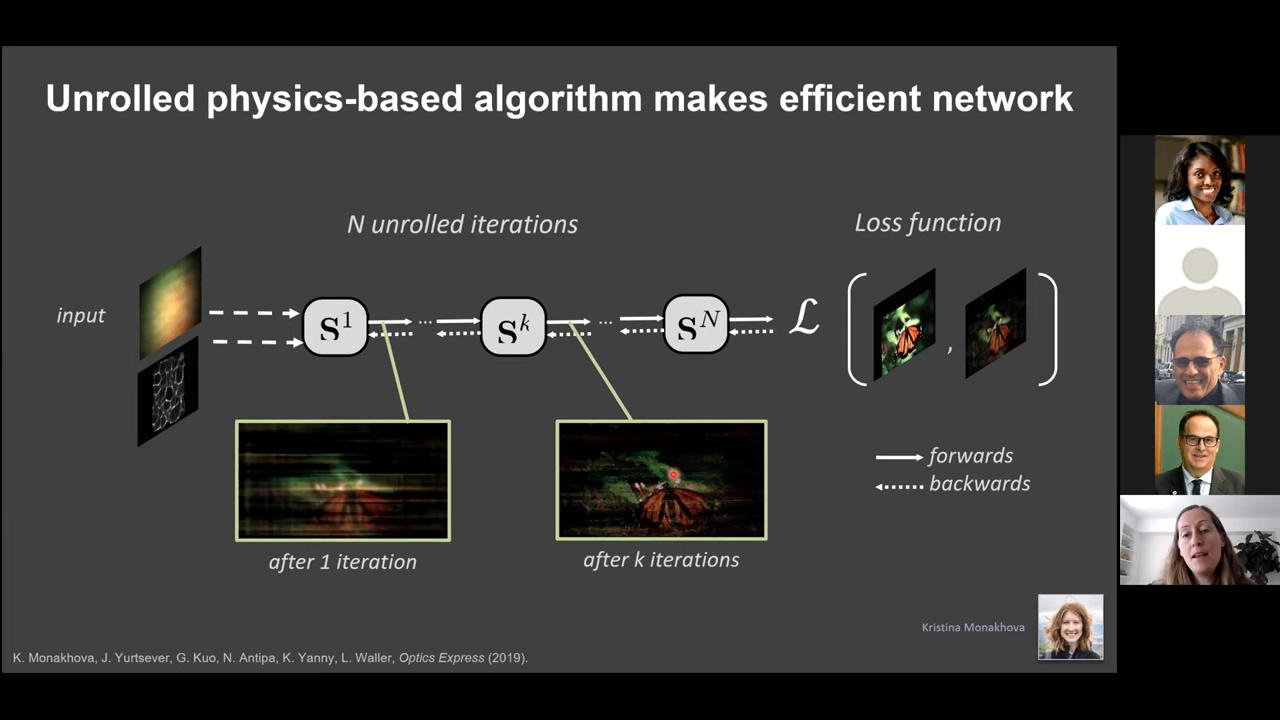 Unrolled physics-based algorithm makes efficient network
N unrolled iterations
Loss function
input
S¹
...
Sᵏ
...
Sᴺ
ℒ
( , )
forwards
backwards
after 1 iteration
after k iterations
Kristina Monakhova
K. Monakhova, J. Yurtsever, G. Kuo, N. Antipa, K. Yanny, L. Waller, Optics Express (2019).